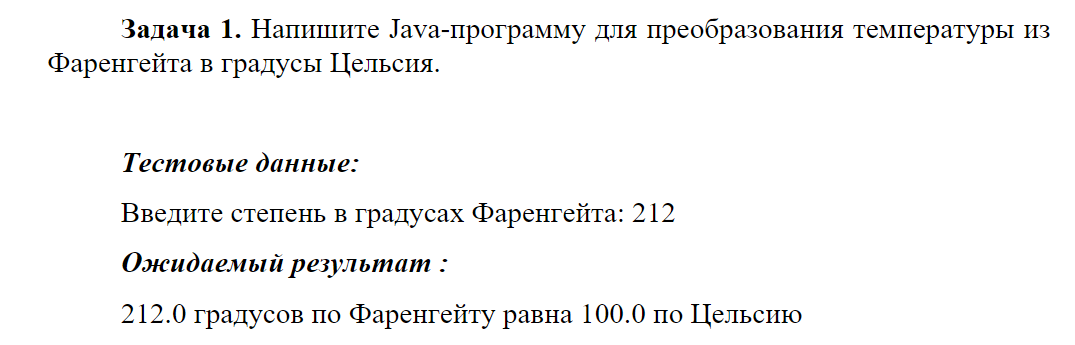 Задача 1. Напишите Java-программу для преобразования температуры из
Фаренгейта в градусы Цельсия.
Тестовые данные:
Введите степень в градусах Фаренгейта: 212
Ожидаемый результат :
212.0 градусов по Фаренгейту равна 100.0 по Цельсию